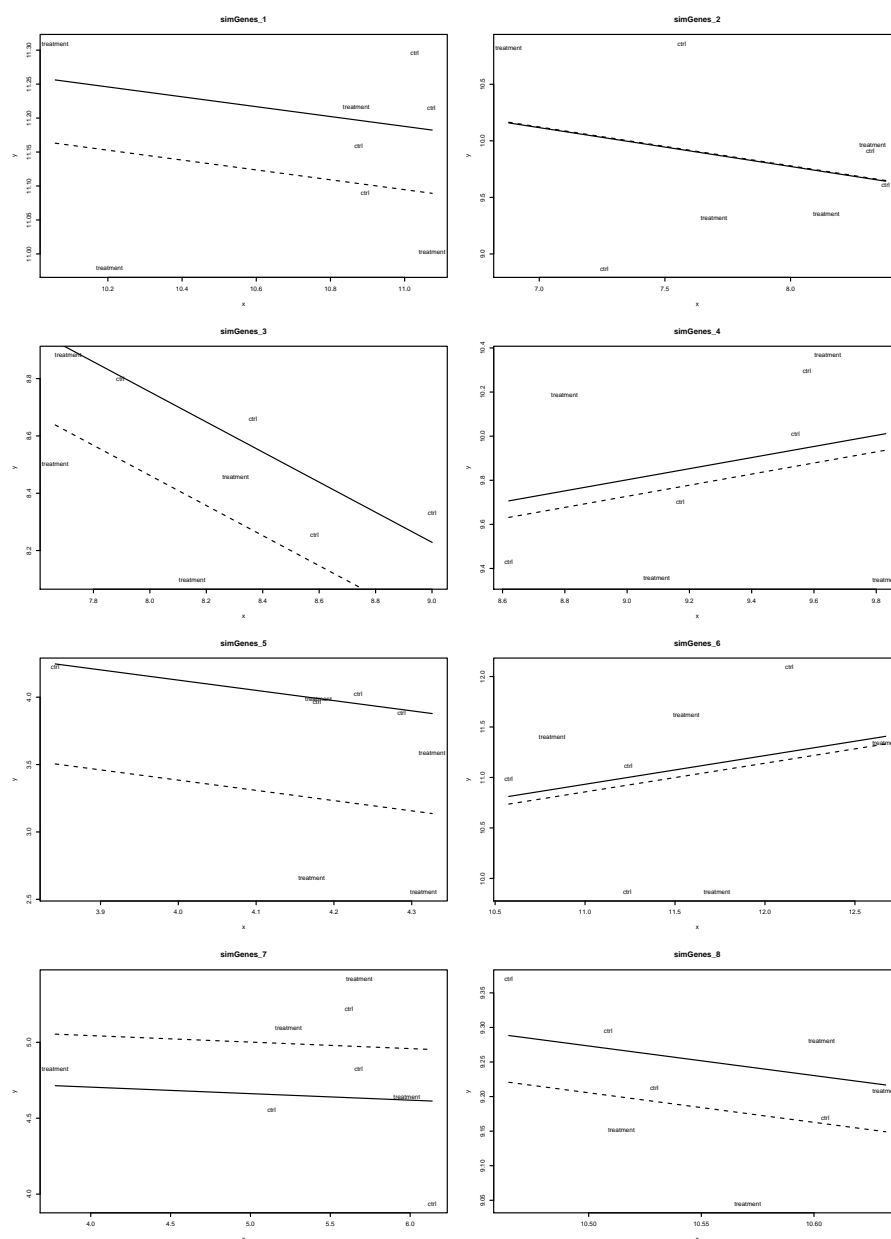 simGenes_1
11.30
11.25
11.20
11.15
11.10
11.05
11.00
y
treatment
ctrl
treatment
ctrl
ctrl
ctrl
treatment
treatment
10.2 10.4 10.6 10.8 11.0
x
simGenes_2
10.5
10.0
9.5
9.0
y
ctrl
treatment
treatment
ctrl
ctrl
treatment
treatment
ctrl
7.0 7.5 8.0
x
simGenes_3
8.8
8.6
8.4
8.2
y
treatment
ctrl
ctrl
treatment
treatment
ctrl
ctrl
treatment
7.8 8.0 8.2 8.4 8.6 8.8 9.0
x
simGenes_4
10.4
10.2
10.0
9.8
9.6
9.4
y
treatment
ctrl
treatment
ctrl
ctrl
ctrl
treatment
treatm
8.6 8.8 9.0 9.2 9.4 9.6 9.8
x
simGenes_5
4.0
3.5
3.0
2.5
y
ctrl
ctrl
treatment
ctrl
ctrl
treatment
treatment
treatment
3.9 4.0 4.1 4.2 4.3
x
simGenes_6
12.0
11.5
11.0
10.5
10.0
y
ctrl
treatment
treatment
treatm
ctrl
ctrl
ctrl
treatment
10.5 11.0 11.5 12.0 12.5
x
simGenes_7
5.0
4.5
4.0
y
treatment
ctrl
treatment
treatment
ctrl
treatment
ctrl
ctrl
4.0 4.5 5.0 5.5 6.0
simGenes_8
9.35
9.30
9.25
9.20
9.15
9.10
9.05
y
ctrl
ctrl
treatment
ctrl
treatm
ctrl
treatment
treatment
10.50 10.55 10.60